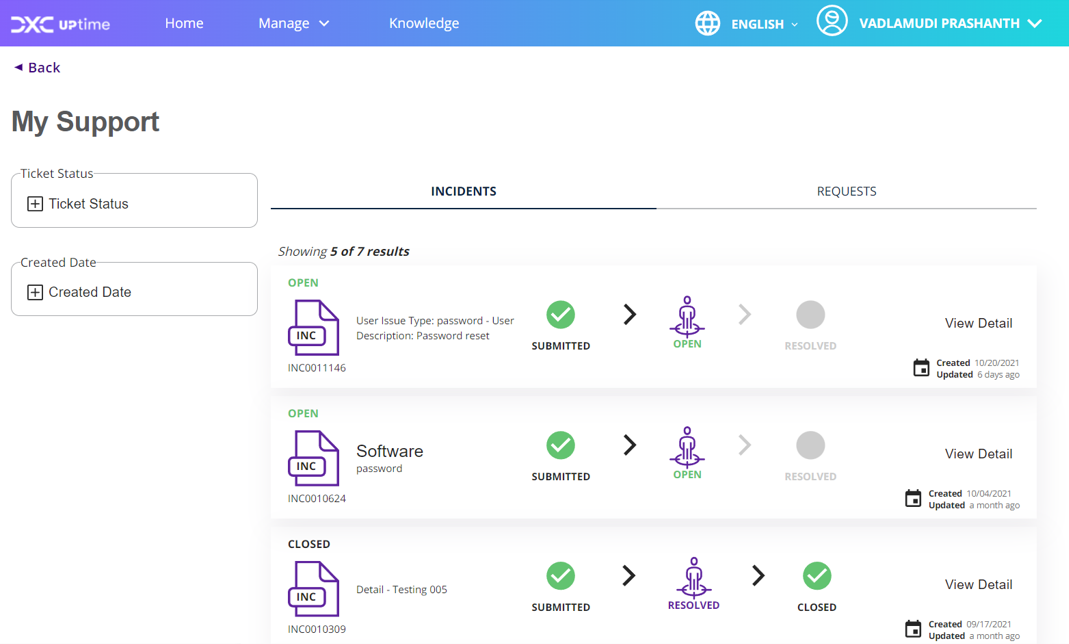 DXC UPtime
Home
Manage
Knowledge
ENGLISH
VADLAMUDI PRASHANTH
Back
My Support
Ticket Status
Ticket Status
Created Date
Created Date
INCIDENTS
REQUESTS
Showing 5 of 7 results
OPEN
INC
INC0011146
User Issue Type: password - User
Description: Password reset
SUBMITTED
OPEN
RESOLVED
View Detail
Created 10/20/2021
Updated 6 days ago
OPEN
INC
INC0010624
Software
password
SUBMITTED
OPEN
RESOLVED
View Detail
Created 10/04/2021
Updated a month ago
CLOSED
INC
INC0010309
Detail - Testing 005
SUBMITTED
RESOLVED
CLOSED
View Detail
Created 09/17/2021
Updated a month ago